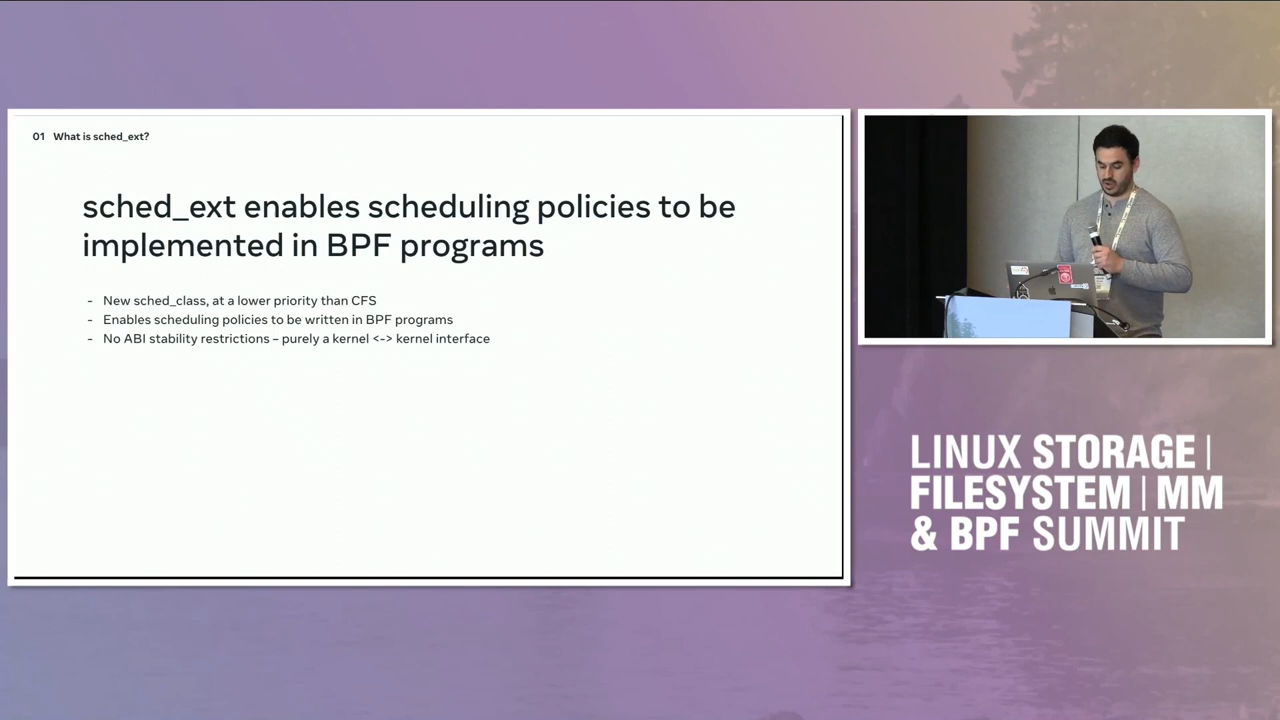 01 What is sched_ext?
sched_ext enables scheduling policies to be
implemented in BPF programs
- New sched_class, at a lower priority than CFS
- Enables scheduling policies to be written in BPF programs
- No ABI stability restrictions – purely a kernel <-> kernel interface
LINUX STORAGE |
FILESYSTEM | MM
& BPF SUMMIT